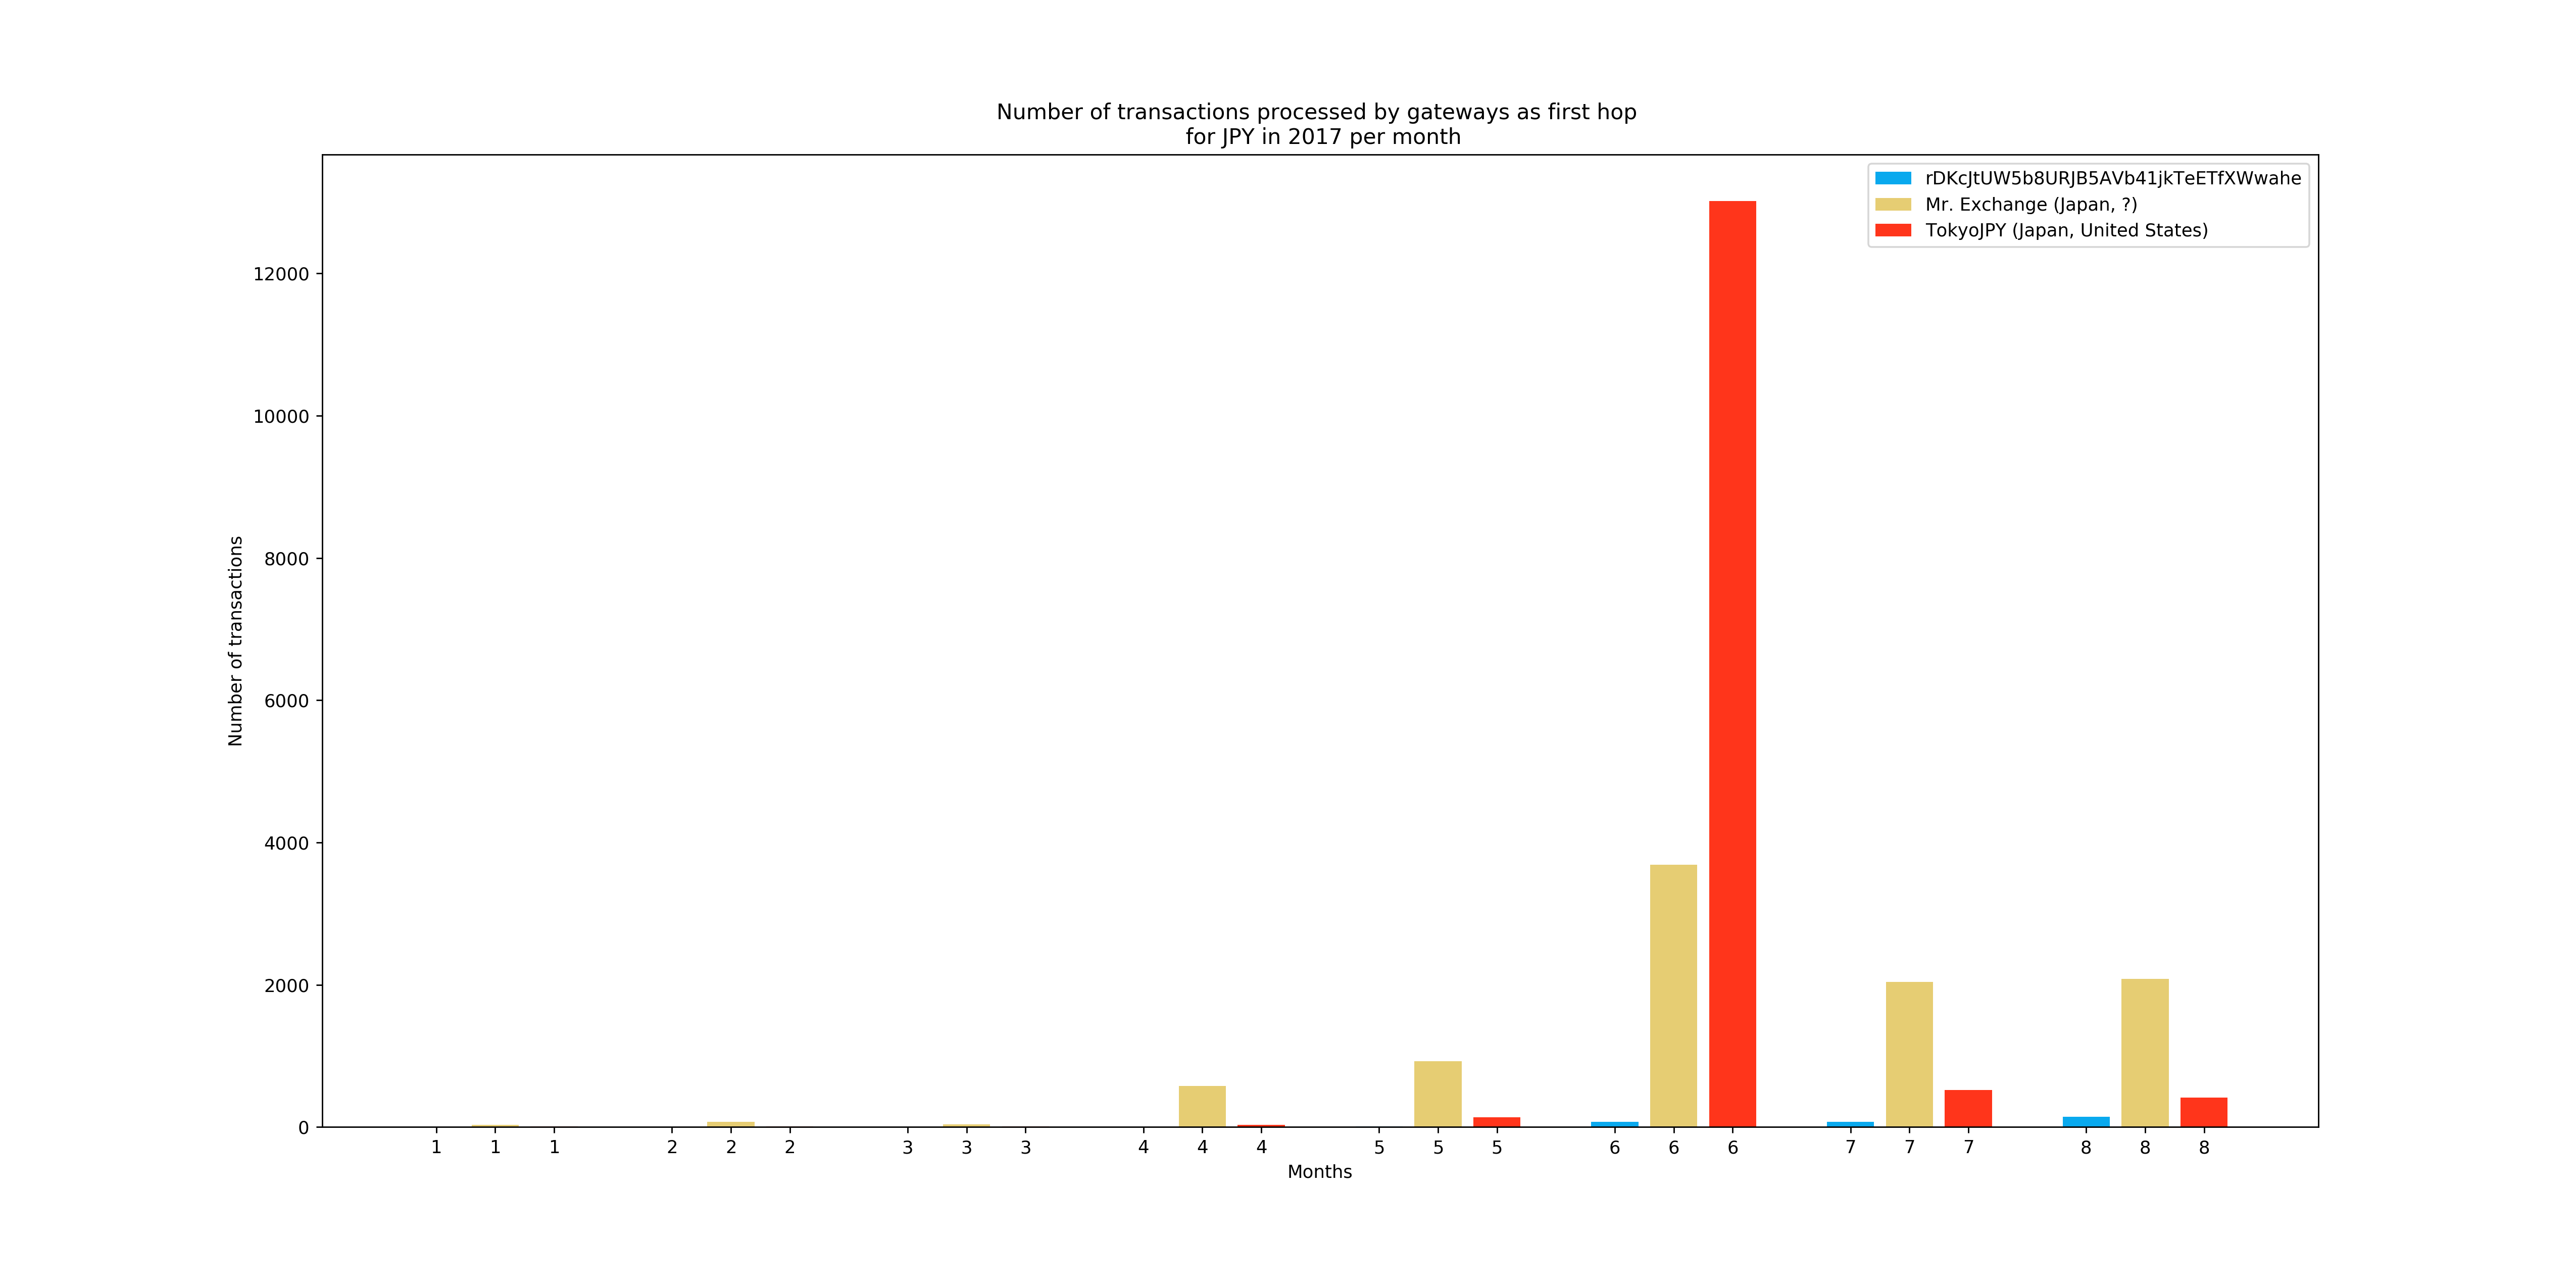 Number of transactions processed by gateways as first hop
for JPY in 2017 per month
rDKcJtUW5b8URJB5AVb41jkTeETfXWwahe
Mr. Exchange (Japan, ?)
TokyoJPY (Japan, United States)
12000
10000
8000
6000
4000
2000
0
Number of transactions
1 1 1 2 2 2 3 3 3 4 4 4 5 5 5 6 6 6 7 7 7 8 8 8
Months